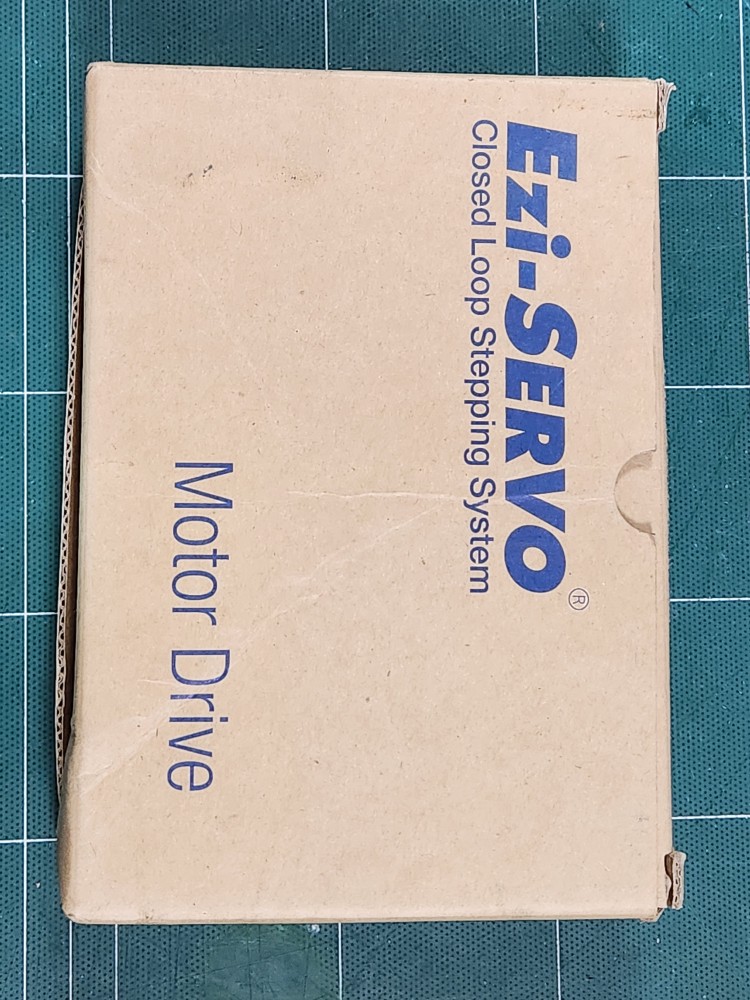 Ezi-SERVO®
Closed Loop Stepping System
Motor Drive